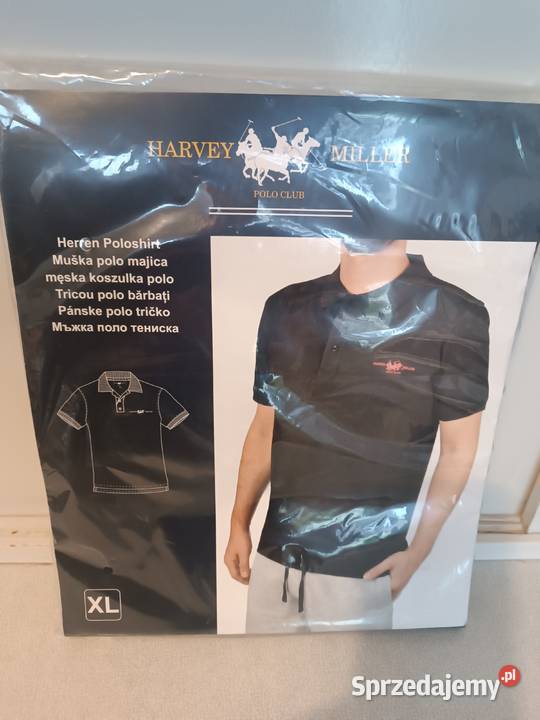 HARVEY MILLER
POLO CLUB
Herren Poloshirt
Muška polo majica
męska koszulka polo
Tricou polo bărbați
Pánske polo tričko
Мъжка поло тениска
XL
Sprzedajemy.pl